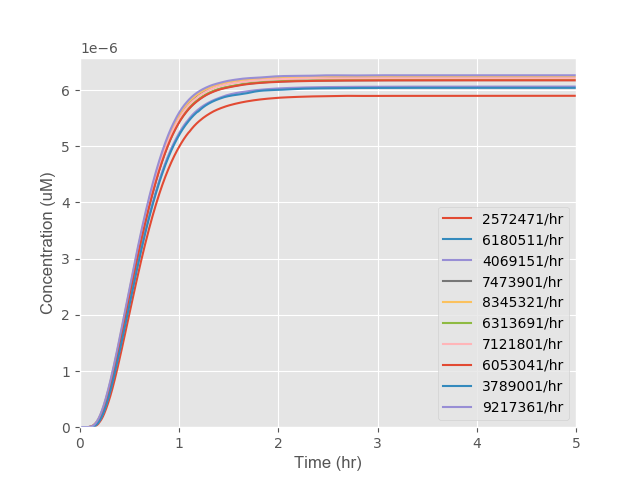 1e−6
6
5
4
3
2
1
0
Concentration (uM)
0 1 2 3 4 5
Time (hr)
2572471/hr
6180511/hr
4069151/hr
7473901/hr
8345321/hr
6313691/hr
7121801/hr
6053041/hr
3789001/hr
9217361/hr